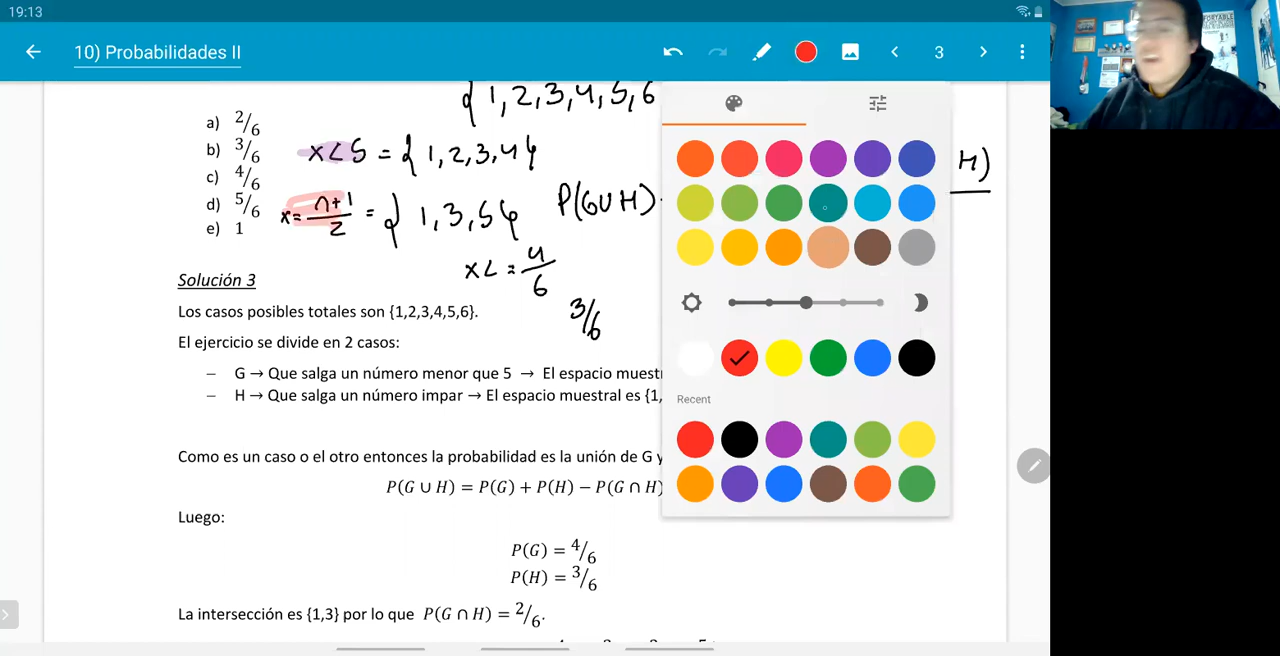 19:13
10) Probabilidades II
3
{ 1, 2, 3, 4, 5, 6
a) 2/6
b) 3/6
c) 4/6
d) 5/6
e) 1
x < 5 = { 1, 2, 3, 4 }
x = n+1/2 = { 1, 3, 5 }
P(G∪H)
H)
x < = 4/6
3/6
Solución 3
Los casos posibles totales son {1,2,3,4,5,6}.
El ejercicio se divide en 2 casos:
– G → Que salga un número menor que 5 → El espacio muest
– H → Que salga un número impar → El espacio muestral es {1,
Como es un caso o el otro entonces la probabilidad es la unión de G y
P(G ∪ H) = P(G) + P(H) − P(G ∩ H)
Luego:
P(G) = 4/6
P(H) = 3/6
La intersección es {1,3} por lo que P(G ∩ H) = 2/6.
Recent